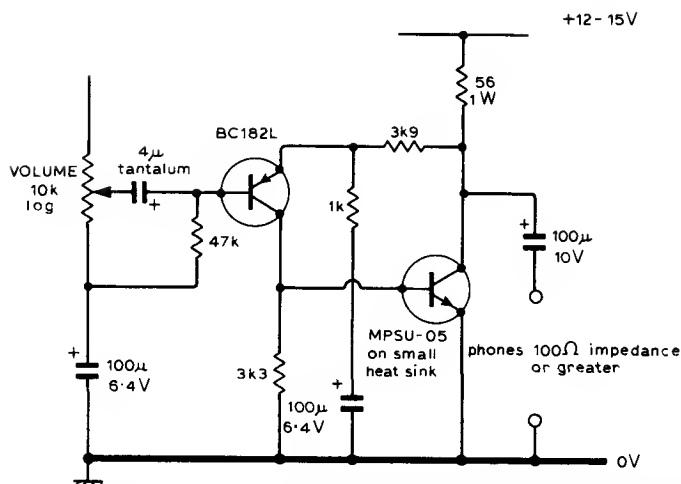 +12-15V
56
1W
BC182L
3k9
VOLUME
10k
log
4μ
tantalum
+
1k
47k
+
100μ
10V
MPSU-05
on small
heat sink
phones 100Ω impedance
or greater
+
100μ
6·4V
3k3
+
100μ
6·4V
0V